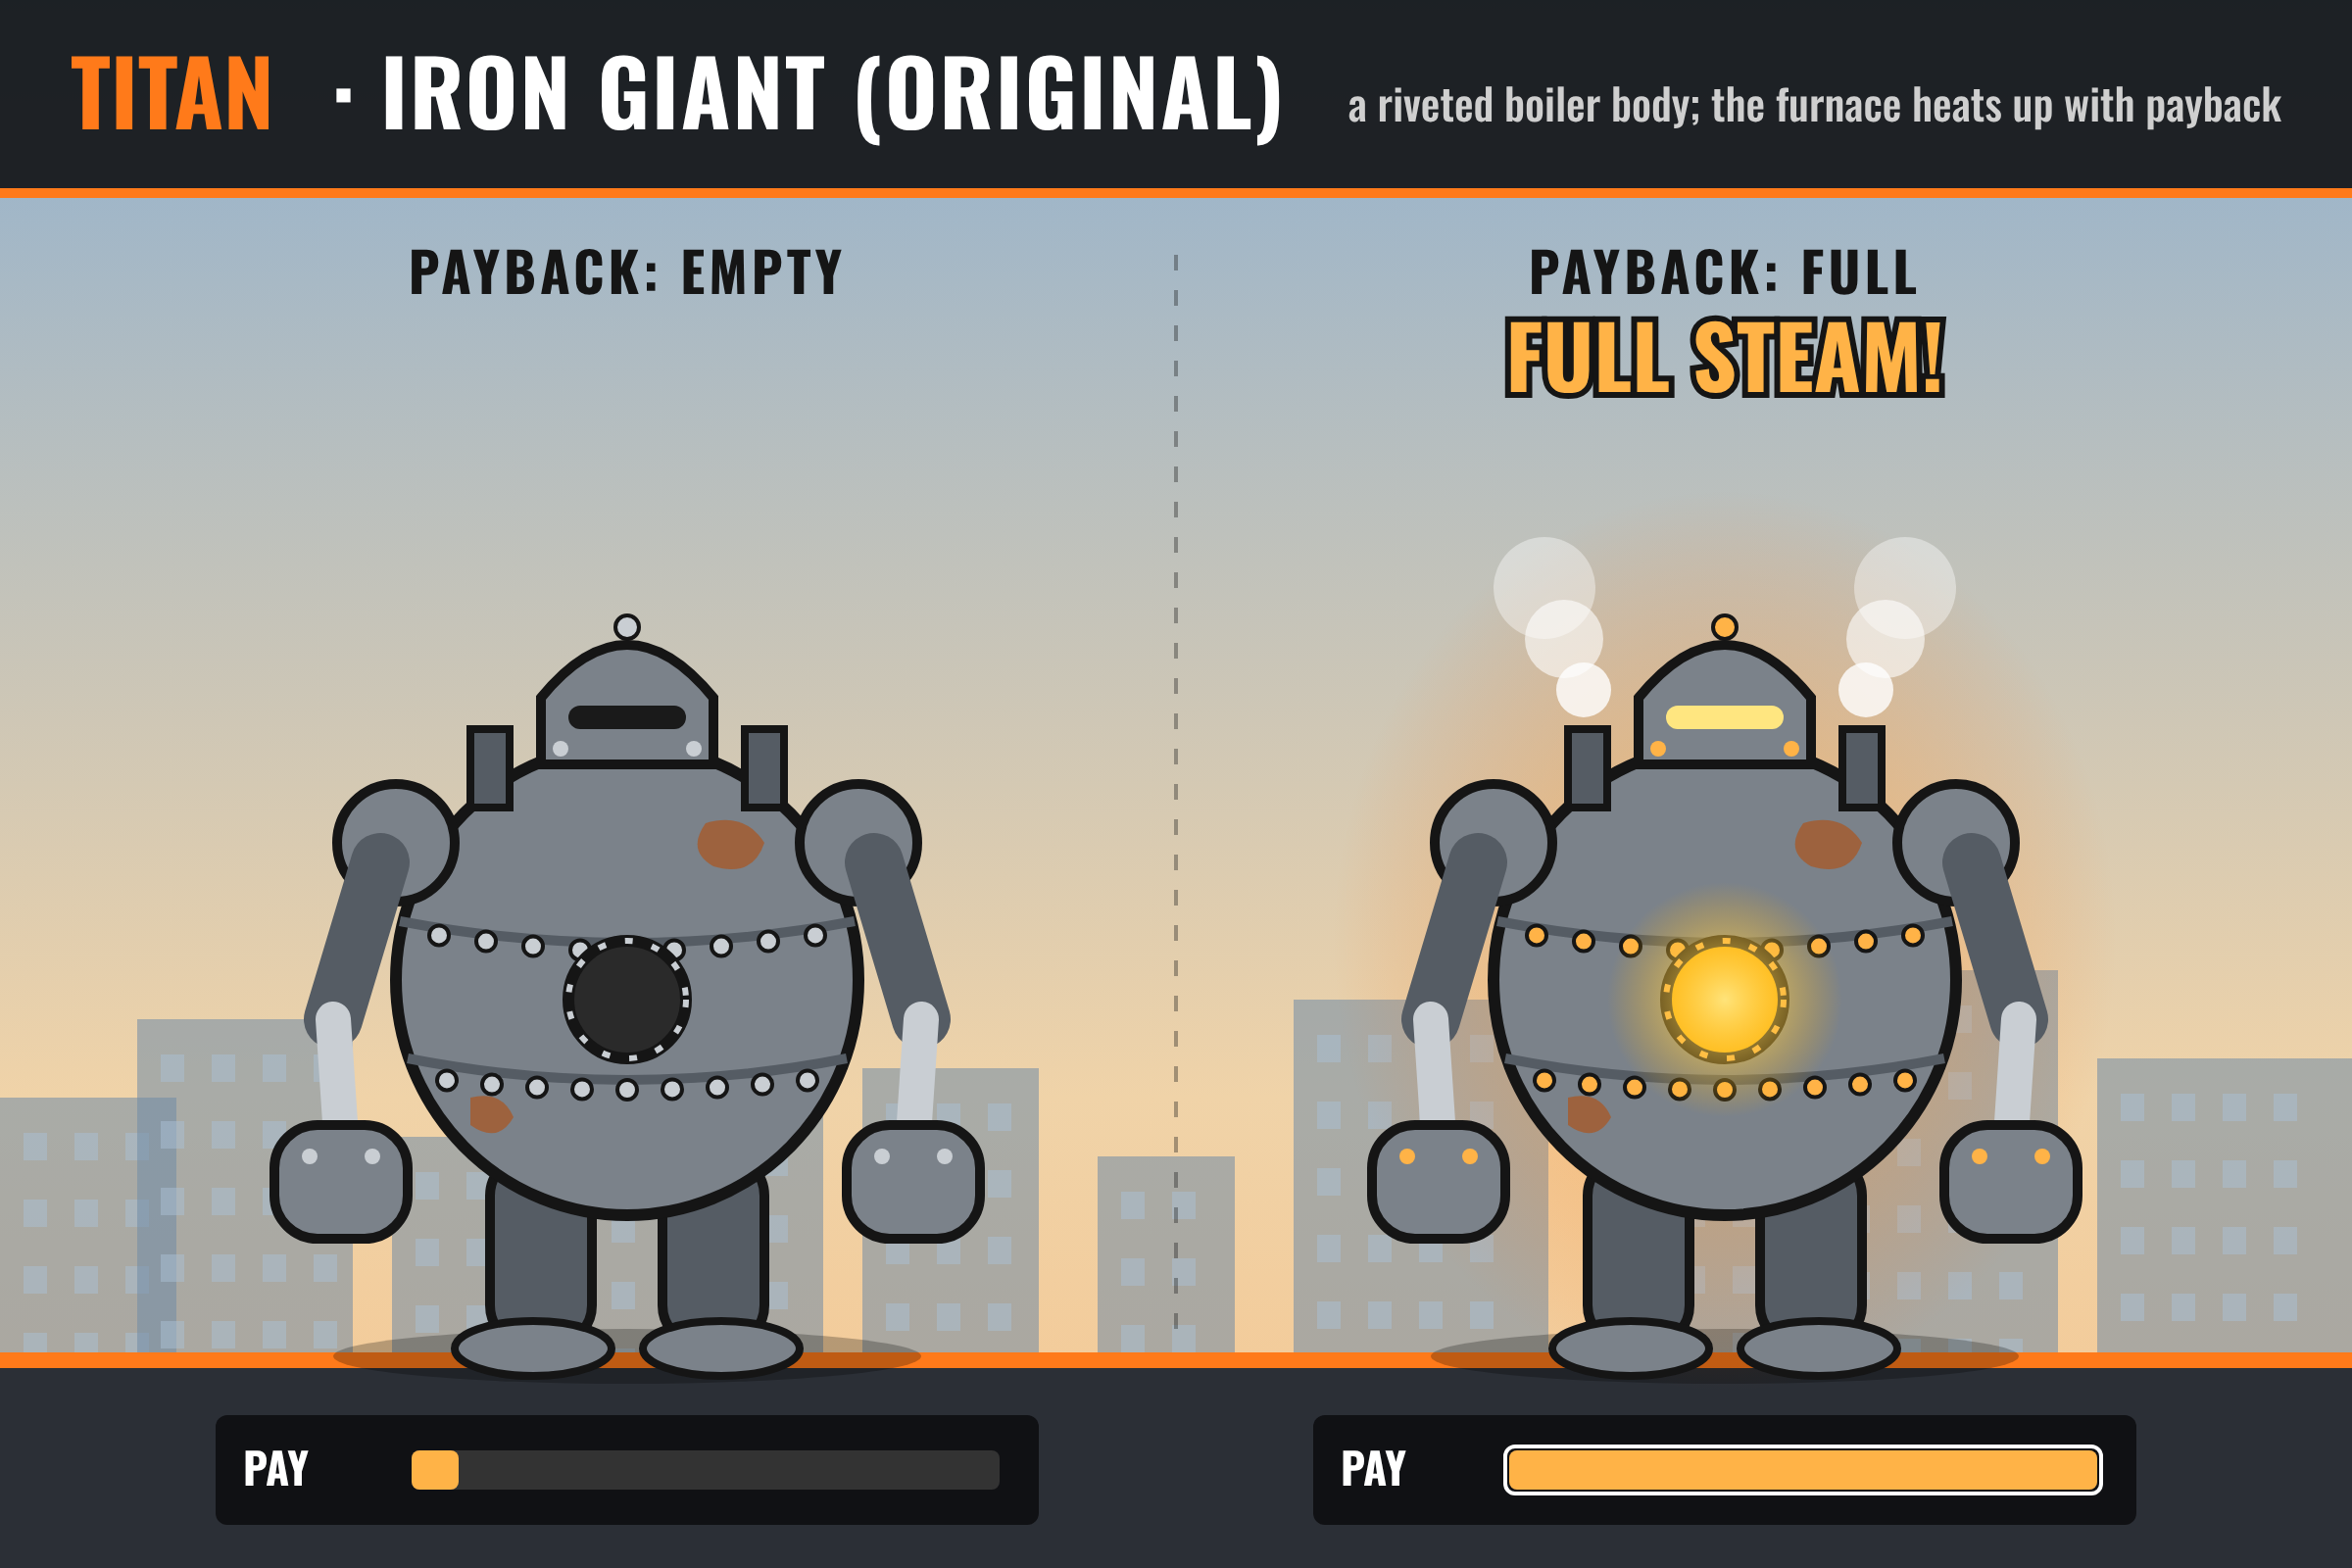 TITAN · IRON GIANT (ORIGINAL) a riveted boiler body; the furnace heats up with payback
PAYBACK: EMPTY
PAYBACK: FULL
FULL STEAM!
PAY
PAY